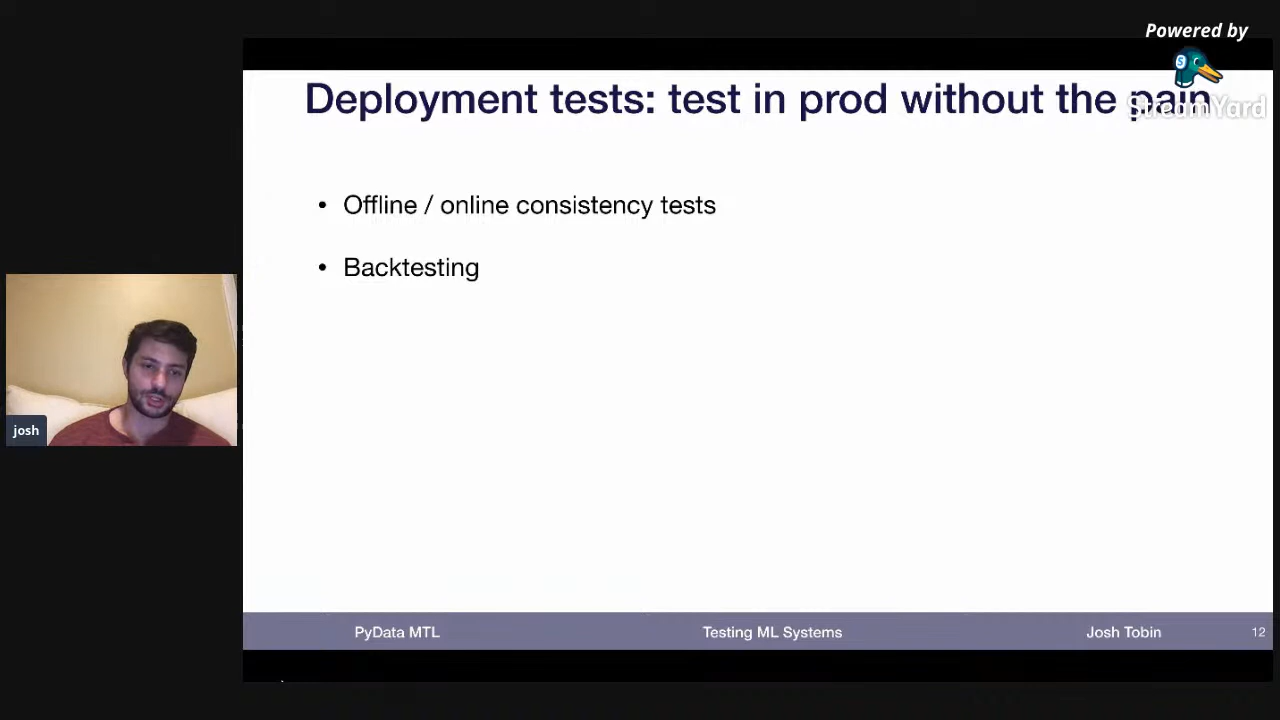 Powered by
StreamYard
Deployment tests: test in prod without the pain
• Offline / online consistency tests
• Backtesting
josh
PyData MTL
Testing ML Systems
Josh Tobin
12